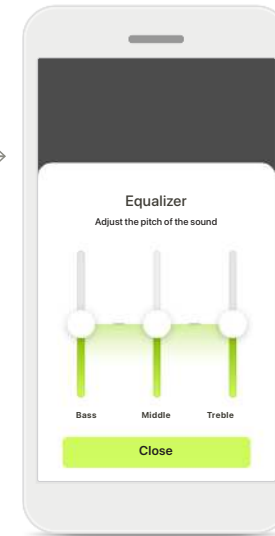 Equalizer
Adjust the pitch of the sound
Bass Middle Treble
Close